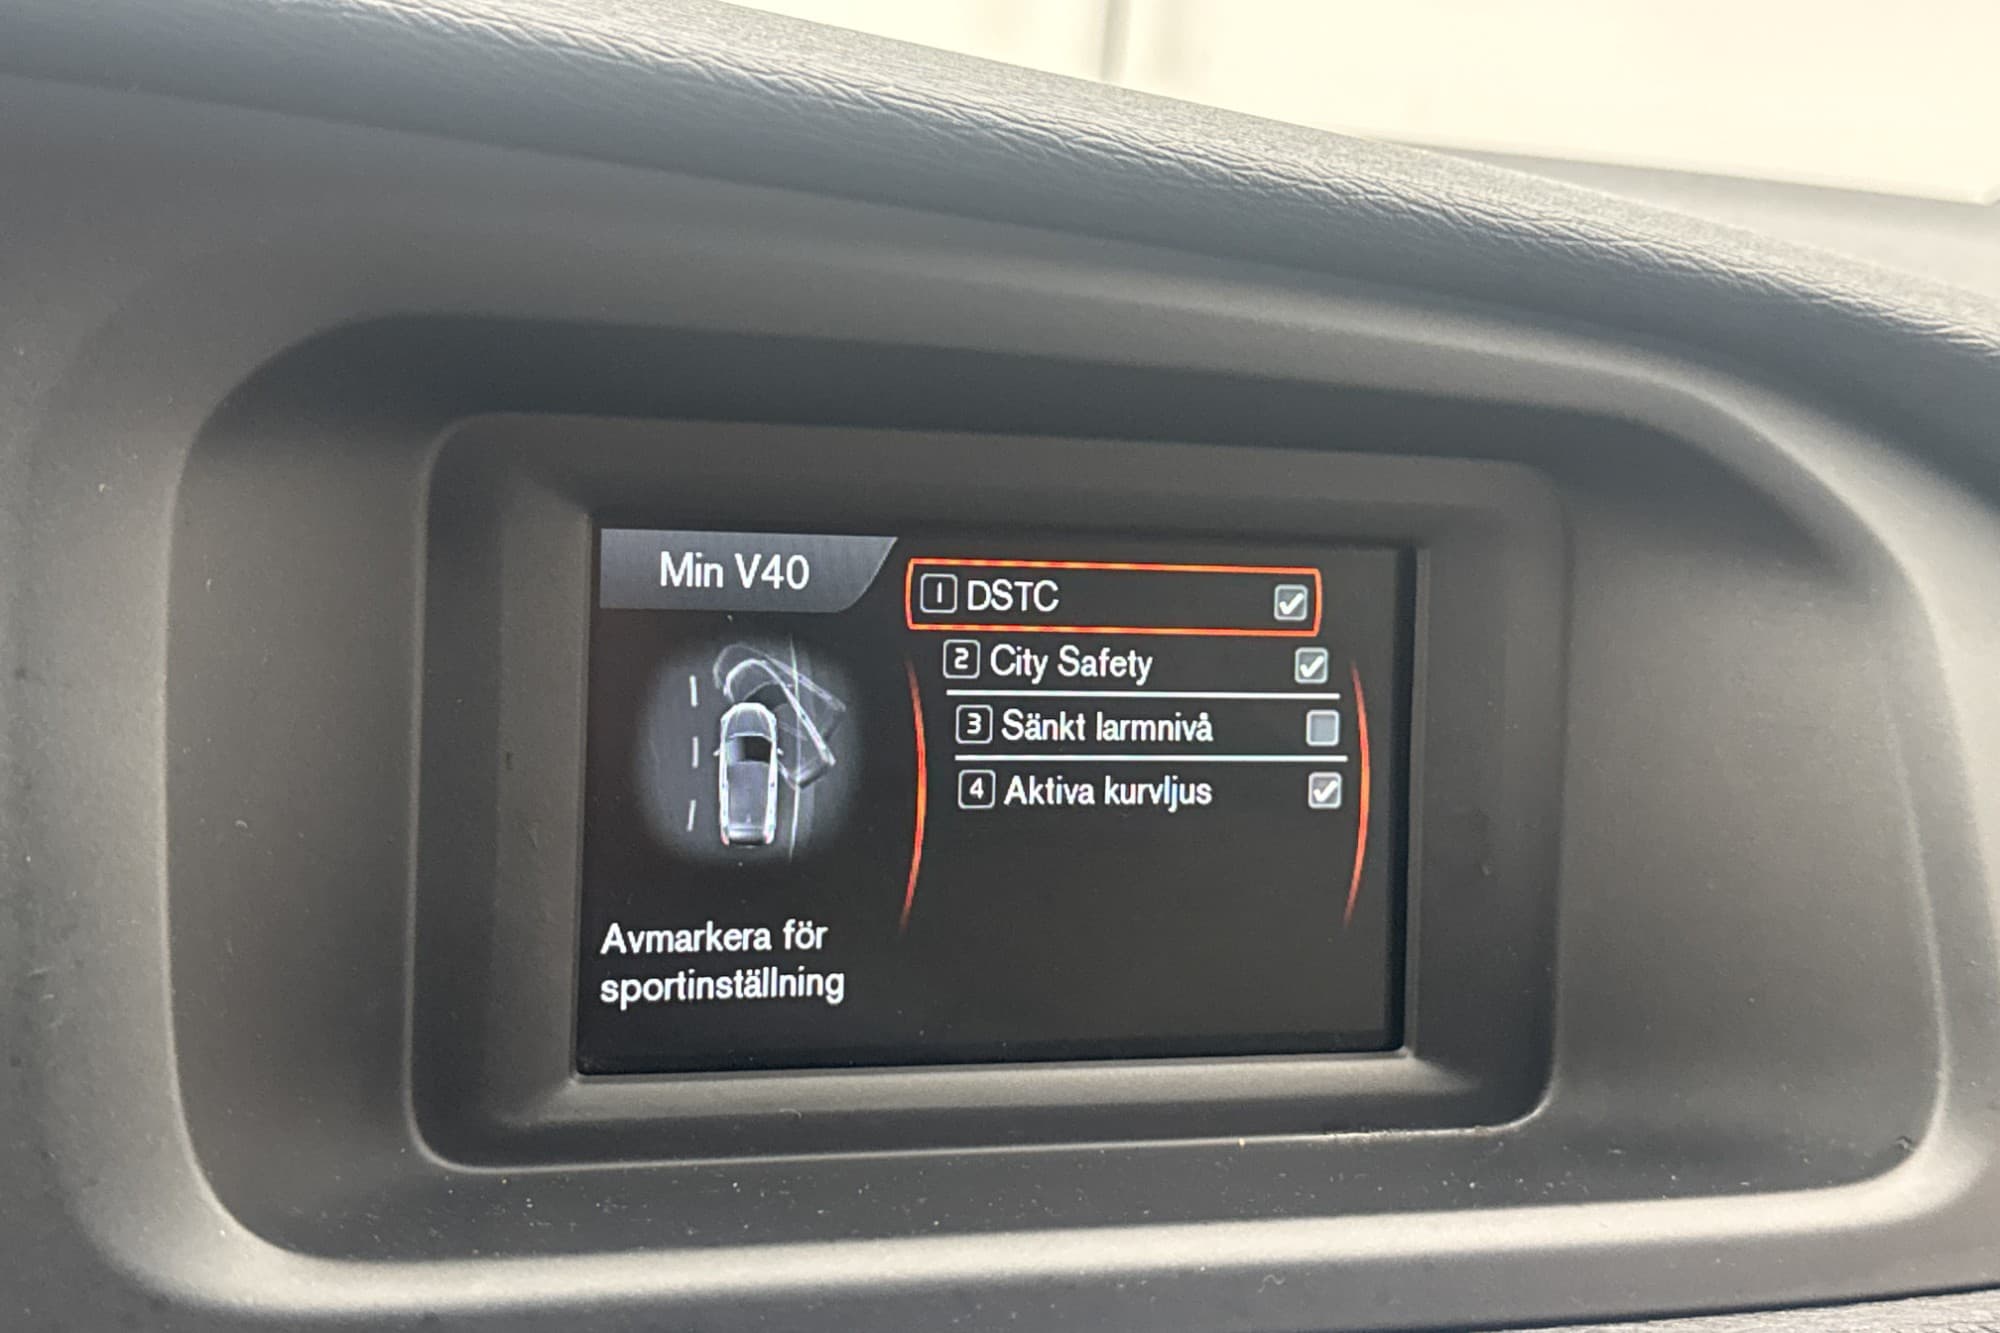 Min V40
1 DSTC
2 City Safety
3 Sänkt larmnivå
4 Aktiva kurvljus
Avmarkera för
sportinställning